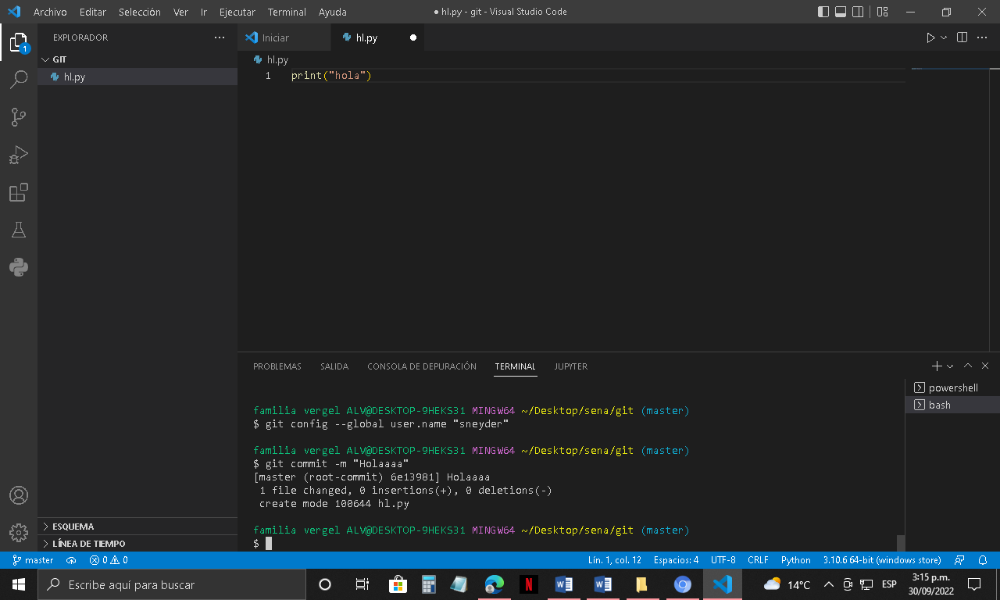 Archivo Editar Selección Ver Ir Ejecutar Terminal Ayuda ● hl.py - git - Visual Studio Code
EXPLORADOR ···
Iniciar
hl.py ●
GIT
hl.py
hl.py
1 print("hola")
1
PROBLEMAS SALIDA CONSOLA DE DEPURACIÓN TERMINAL JUPYTER
powershell
bash
familia vergel ALV@DESKTOP-9HEKS31 MINGW64 ~/Desktop/sena/git (master)
$ git config --global user.name "sneyder"
familia vergel ALV@DESKTOP-9HEKS31 MINGW64 ~/Desktop/sena/git (master)
$ git commit -m "Holaaaa"
[master (root-commit) 6e13981] Holaaaa
1 file changed, 0 insertions(+), 0 deletions(-)
create mode 100644 hl.py
familia vergel ALV@DESKTOP-9HEKS31 MINGW64 ~/Desktop/sena/git (master)
$
ESQUEMA
LÍNEA DE TIEMPO
master 0 0 Lín. 1, col. 12 Espacios: 4 UTF-8 CRLF Python 3.10.6 64-bit (windows store)
Escribe aquí para buscar
N
W
W
14°C ESP
3:15 p.m.
30/09/2022